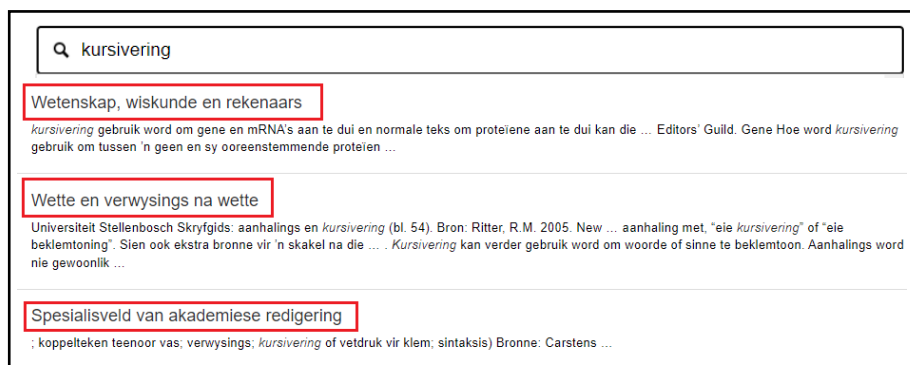 kursivering
Wetenskap, wiskunde en rekenaars
kursivering gebruik word om gene en mRNA's aan te dui en normale teks om proteïene aan te dui kan die ... Editors' Guild. Gene Hoe word kursivering
gebruik om tussen 'n geen en sy ooreenstemmende proteïen ...
Wette en verwysings na wette
Universiteit Stellenbosch Skryfgids: aanhalings en kursivering (bl. 54). Bron: Ritter, R.M. 2005. New ... aanhaling met, "eie kursivering" of "eie
beklemtoning". Sien ook ekstra bronne vir 'n skakel na die ... . Kursivering kan verder gebruik word om woorde of sinne te beklemtoon. Aanhalings word
nie gewoonlik ...
Spesialisveld van akademiese redigering
; koppelteken teenoor vas; verwysings; kursivering of vetdruk vir klem; sintaksis) Bronne: Carstens ...